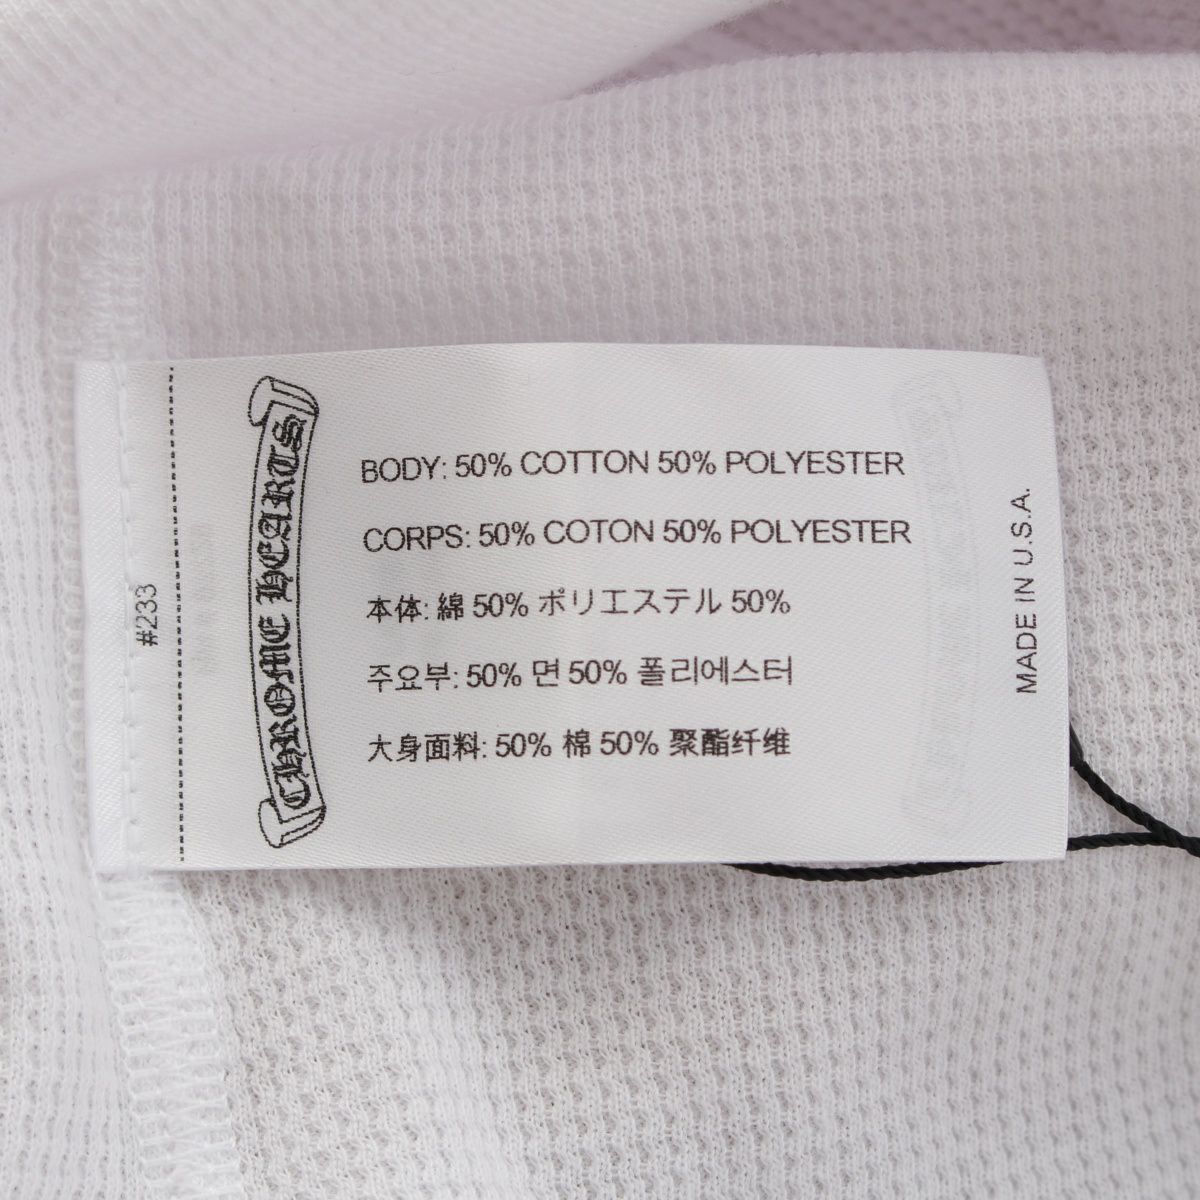 #233
CHROME HEARTS
BODY: 50% COTTON 50% POLYESTER
CORPS: 50% COTON 50% POLYESTER
本体: 綿 50% ポリエステル 50%
주요부: 50% 면 50% 폴리에스터
大身面料: 50% 棉 50% 聚酯纤维
MADE IN U.S.A.